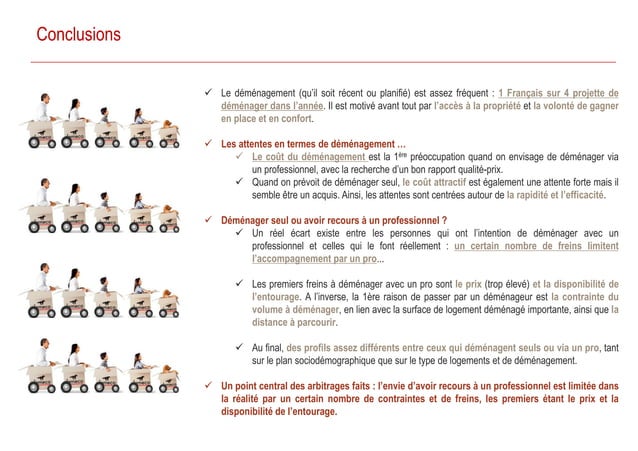 Conclusions
✓ Le déménagement (qu’il soit récent ou planifié) est assez fréquent : 1 Français sur 4 projette de
déménager dans l’année. Il est motivé avant tout par l’accès à la propriété et la volonté de gagner
en place et en confort.
✓ Les attentes en termes de déménagement …
✓ Le coût du déménagement est la 1ère préoccupation quand on envisage de déménager via
un professionnel, avec la recherche d’un bon rapport qualité-prix.
✓ Quand on prévoit de déménager seul, le coût attractif est également une attente forte mais il
semble être un acquis. Ainsi, les attentes sont centrées autour de la rapidité et l’efficacité.
✓ Déménager seul ou avoir recours à un professionnel ?
✓ Un réel écart existe entre les personnes qui ont l’intention de déménager avec un
professionnel et celles qui le font réellement : un certain nombre de freins limitent
l’accompagnement par un pro...
✓ Les premiers freins à déménager avec un pro sont le prix (trop élevé) et la disponibilité de
l’entourage. A l’inverse, la 1ère raison de passer par un déménageur est la contrainte du
volume à déménager, en lien avec la surface de logement déménagé importante, ainsi que la
distance à parcourir.
✓ Au final, des profils assez différents entre ceux qui déménagent seuls ou via un pro, tant
sur le plan sociodémographique que sur le type de logements et de déménagement.
✓ Un point central des arbitrages faits : l’envie d’avoir recours à un professionnel est limitée dans
la réalité par un certain nombre de contraintes et de freins, les premiers étant le prix et la
disponibilité de l’entourage.